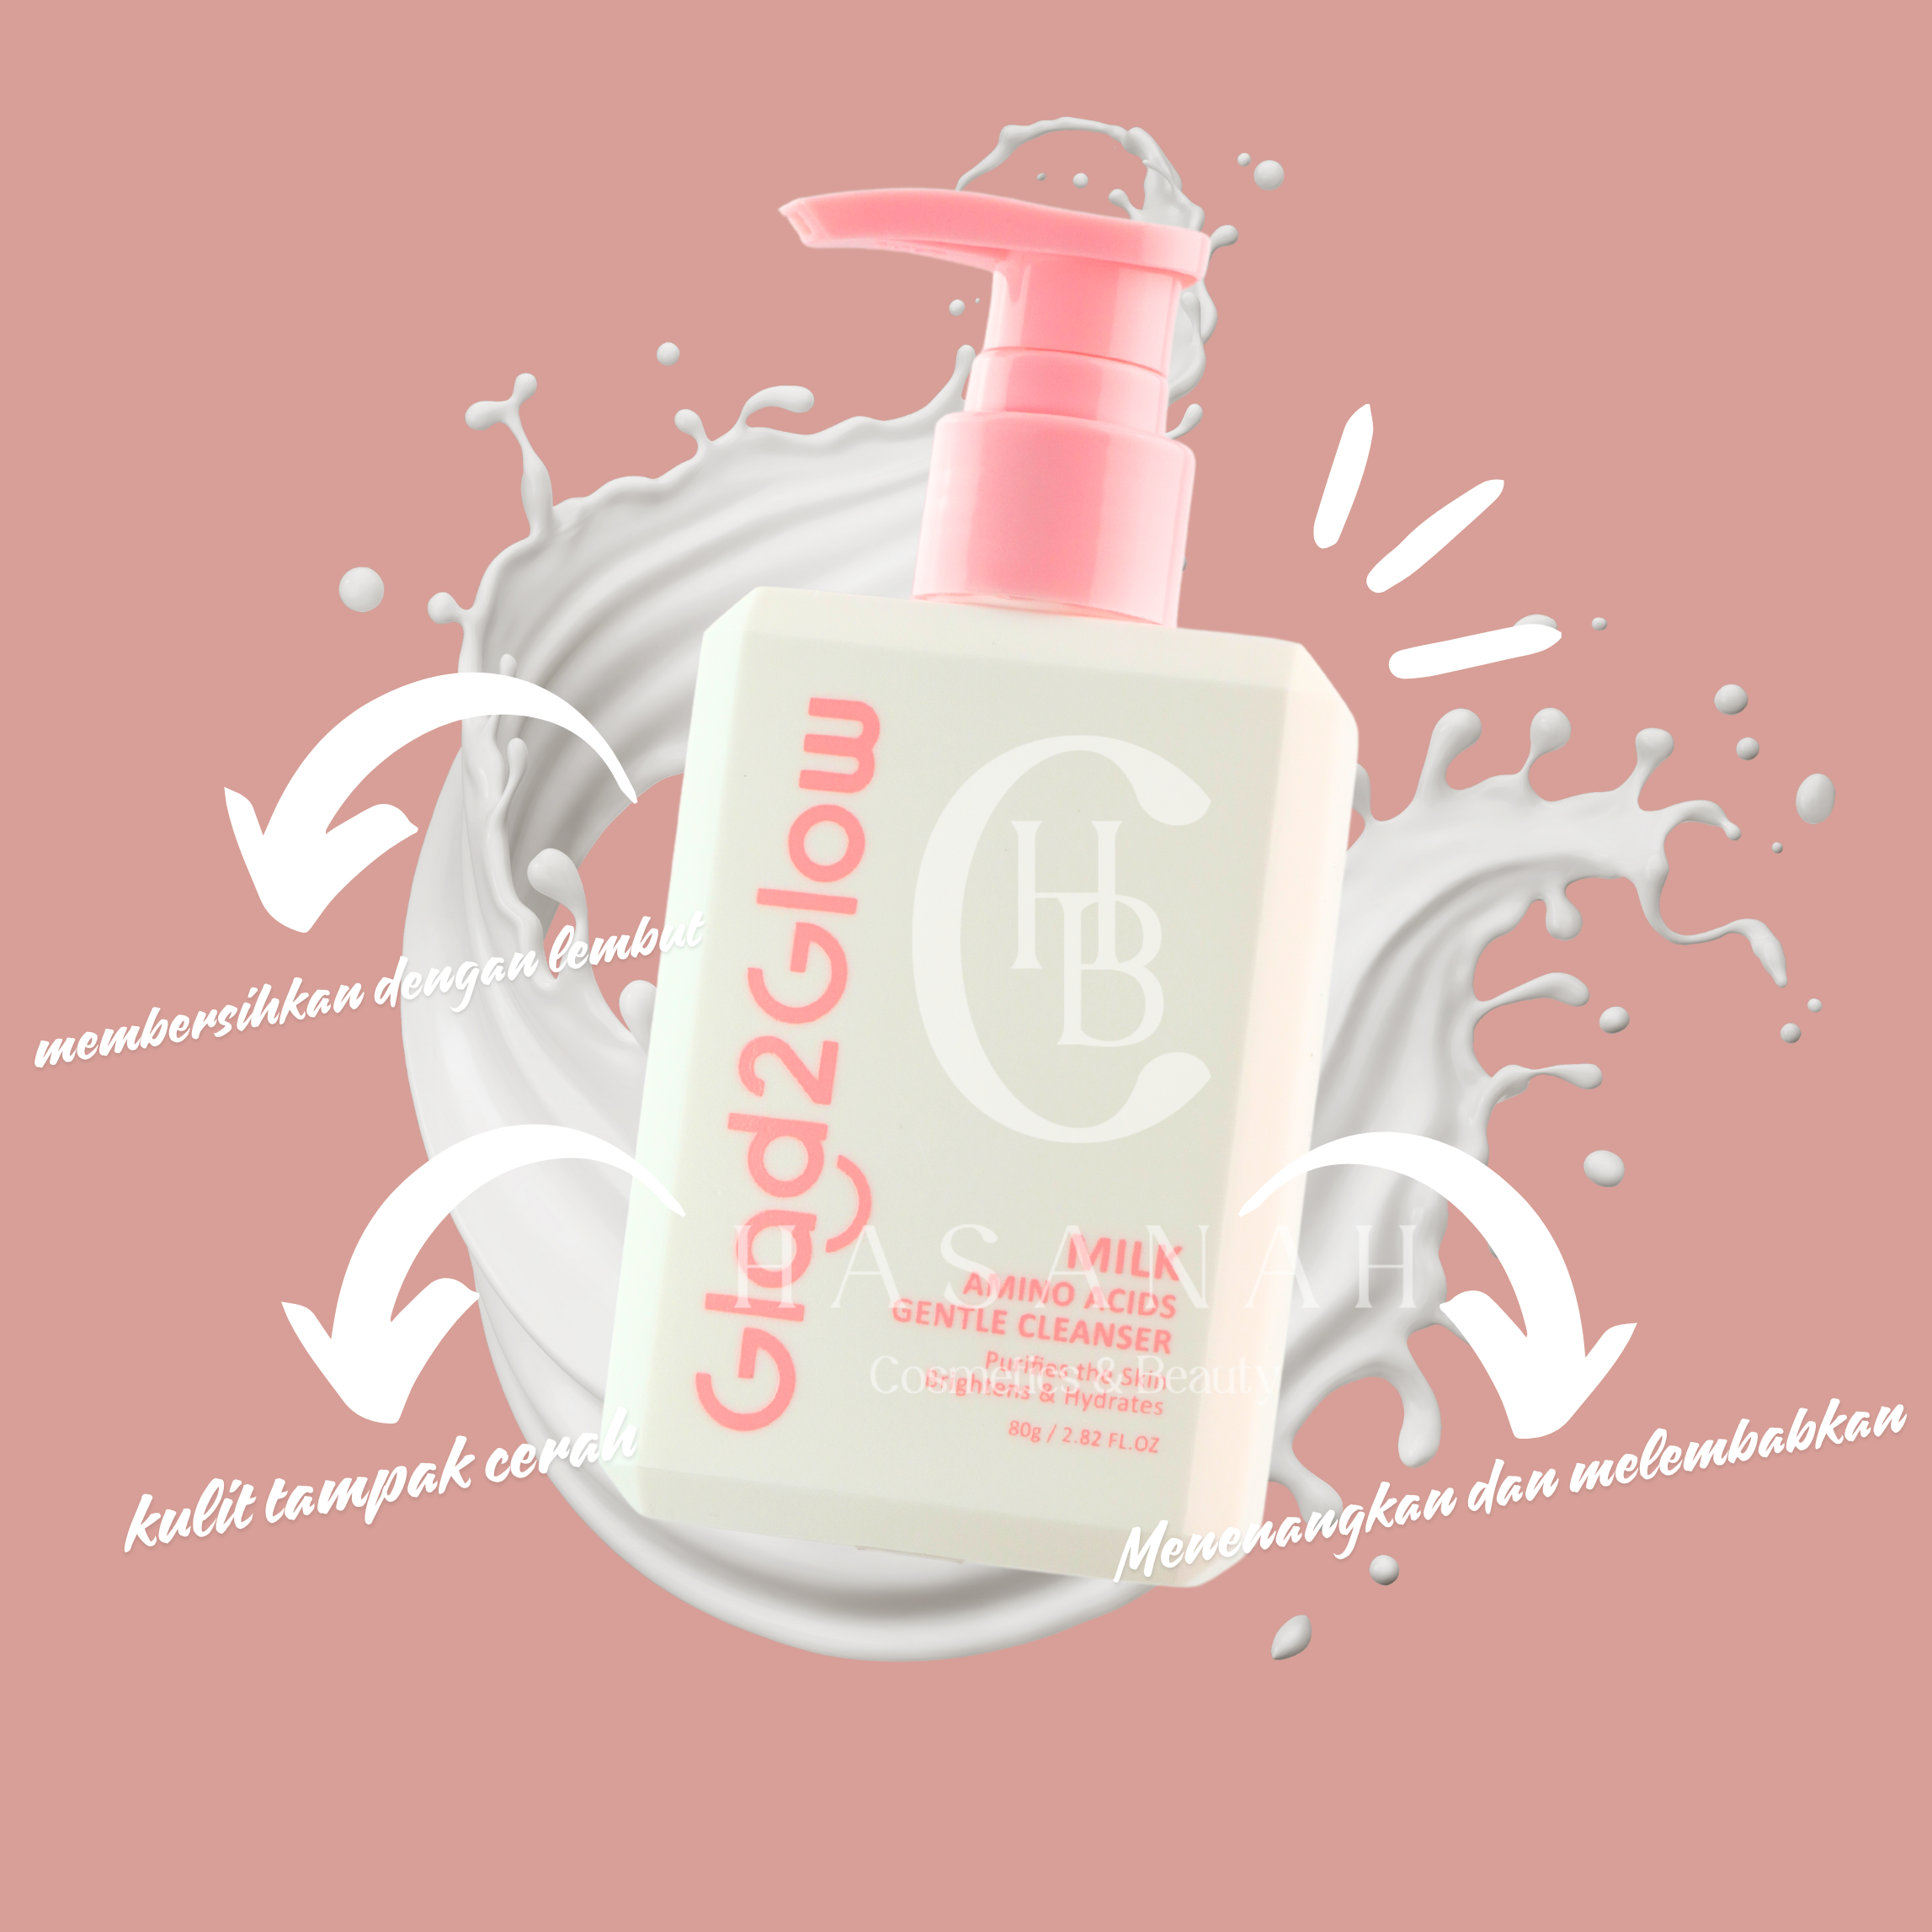 Glad2Glow
CHB
HASANAH
Cosmetics & Beauty
MILK
AMINO ACIDS
GENTLE CLEANSER
Purifies the Skin
Brightens & Hydrates
80g / 2.82 FL.OZ
membersihkan dengan lembut
kulit tampak cerah
Menenangkan dan melembabkan